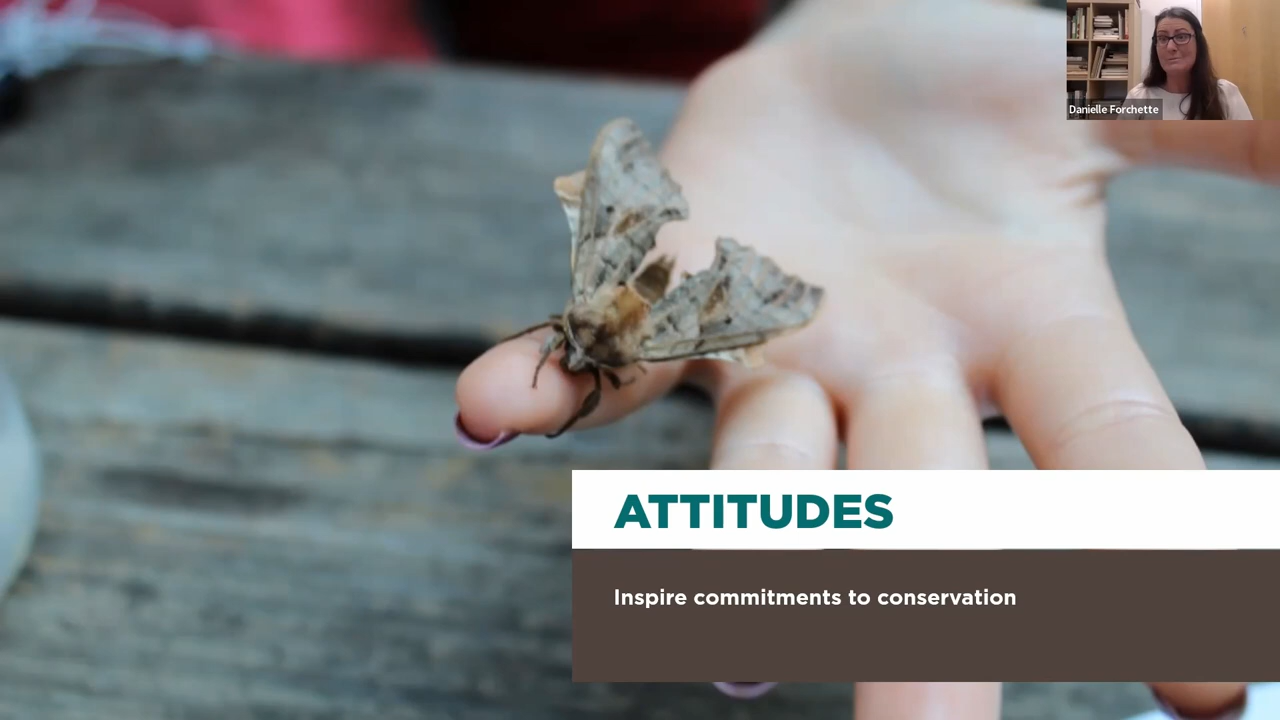 Danielle Forchette
ATTITUDES
Inspire commitments to conservation